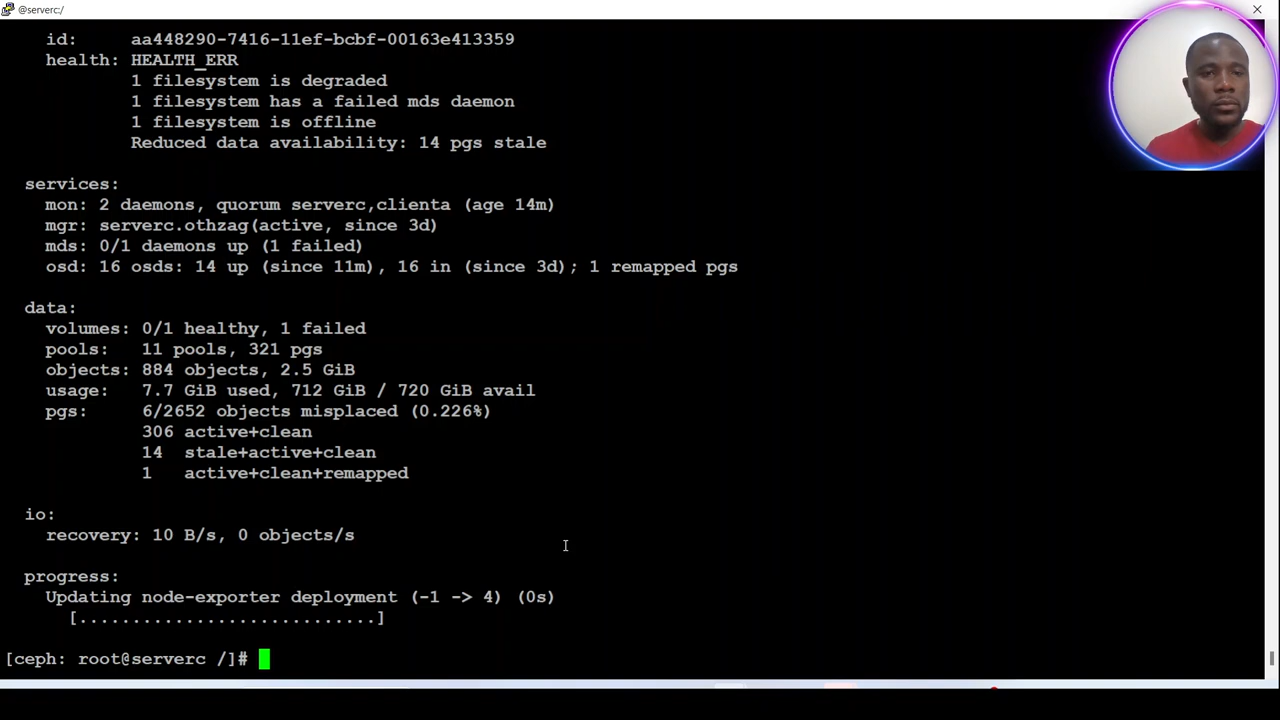 @serverc:/
id: aa448290-7416-11ef-bcbf-00163e413359
health: HEALTH_ERR
1 filesystem is degraded
1 filesystem has a failed mds daemon
1 filesystem is offline
Reduced data availability: 14 pgs stale
services:
mon: 2 daemons, quorum serverc,clienta (age 14m)
mgr: serverc.othzag(active, since 3d)
mds: 0/1 daemons up (1 failed)
osd: 16 osds: 14 up (since 11m), 16 in (since 3d); 1 remapped pgs
data:
volumes: 0/1 healthy, 1 failed
pools: 11 pools, 321 pgs
objects: 884 objects, 2.5 GiB
usage: 7.7 GiB used, 712 GiB / 720 GiB avail
pgs: 6/2652 objects misplaced (0.226%)
306 active+clean
14 stale+active+clean
1 active+clean+remapped
io:
recovery: 10 B/s, 0 objects/s
progress:
Updating node-exporter deployment (-1 -> 4) (0s)
[............................]
[ceph: root@serverc /]#